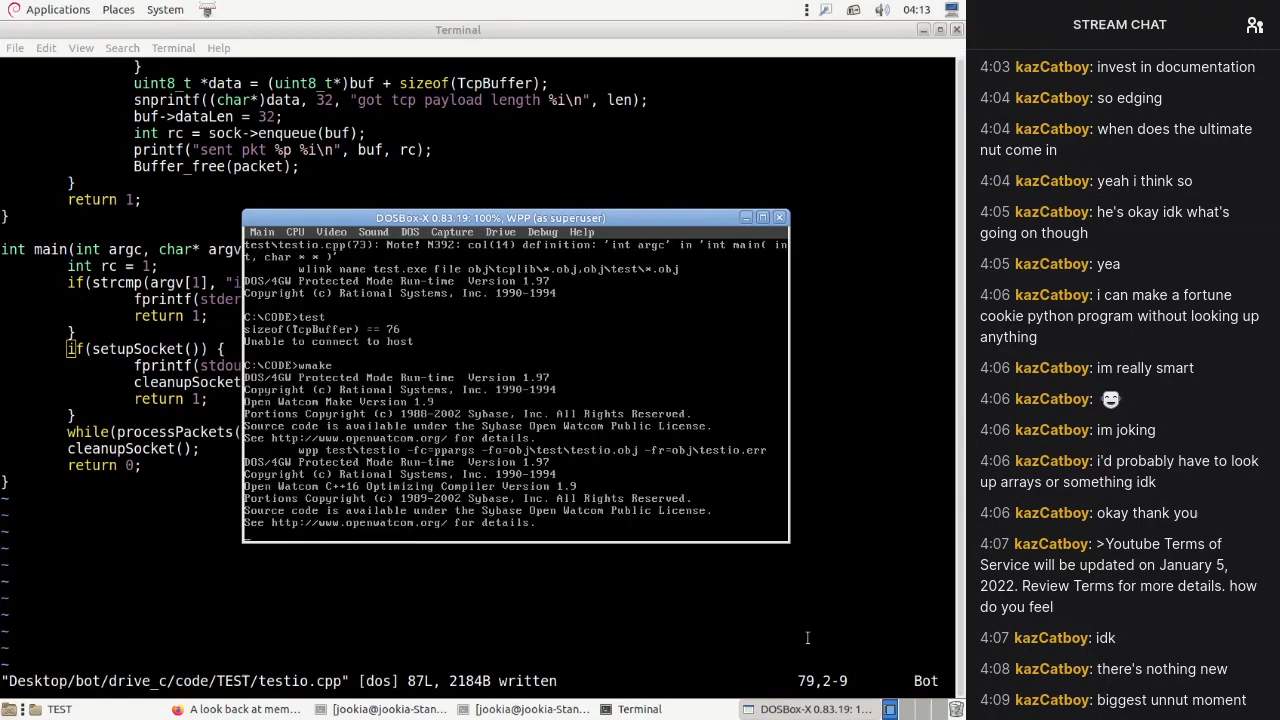 Applications Places System
04:13
Terminal
File Edit View Search Terminal Help
}
uint8_t *data = (uint8_t*)buf + sizeof(TcpBuffer);
snprintf((char*)data, 32, "got tcp payload length %i\n", len);
buf->dataLen = 32;
int rc = sock->enqueue(buf);
printf("sent pkt %p %i\n", buf, rc);
Buffer_free(packet);
}
return 1;
}
int main(int argc, char* argv
int rc = 1;
if(strcmp(argv[1], "i
fprintf(stder
return 1;
}
if(setupSocket()) {
fprintf(stdou
cleanupSocket
return 1;
}
while(processPackets(
cleanupSocket();
return 0;
}
~
~
~
~
~
~
~
~
~
~
~
"Desktop/bot/drive_c/code/TEST/testio.cpp" [dos] 87L, 2184B written
79,2-9
Bot
DOSBox-X 0.83.19: 100%, WPP (as superuser)
Main CPU Video Sound DOS Capture Drive Debug Help
test\testio.cpp(73): Note! N392: col(14) definition: 'int argc' in 'int main( in
t, char * * )'
wlink name test.exe file obj\tcplib\*.obj,obj\test\*.obj
DOS/4GW Protected Mode Run-time Version 1.97
Copyright (c) Rational Systems, Inc. 1990-1994
C:\CODE>test
sizeof(TcpBuffer) == 76
Unable to connect to host
C:\CODE>wmake
DOS/4GW Protected Mode Run-time Version 1.97
Copyright (c) Rational Systems, Inc. 1990-1994
Open Watcom Make Version 1.9
Portions Copyright (c) 1988-2002 Sybase, Inc. All Rights Reserved.
Source code is available under the Sybase Open Watcom Public License.
See http://www.openwatcom.org/ for details.
wpp test\testio -fc=ppargs -fo=obj\test\testio.obj -fr=obj\testio.err
DOS/4GW Protected Mode Run-time Version 1.97
Copyright (c) Rational Systems, Inc. 1990-1994
Open Watcom C++16 Optimizing Compiler Version 1.9
Portions Copyright (c) 1989-2002 Sybase, Inc. All Rights Reserved.
Source code is available under the Sybase Open Watcom Public License.
See http://www.openwatcom.org/ for details.
TEST
A look back at mem...
[jookia@jookia-Stan...
[jookia@jookia-Stan...
Terminal
DOSBox-X 0.83.19: 1...
STREAM CHAT
4:03 kazCatboy: invest in documentation
4:04 kazCatboy: so edging
4:04 kazCatboy: when does the ultimate
nut come in
4:04 kazCatboy: yeah i think so
4:05 kazCatboy: he's okay idk what's
going on though
4:05 kazCatboy: yea
4:06 kazCatboy: i can make a fortune
cookie python program without looking up
anything
4:06 kazCatboy: im really smart
4:06 kazCatboy:
4:06 kazCatboy: im joking
4:06 kazCatboy: i'd probably have to look
up arrays or something idk
4:06 kazCatboy: okay thank you
4:07 kazCatboy: >Youtube Terms of
Service will be updated on January 5,
2022. Review Terms for more details. how
do you feel
4:07 kazCatboy: idk
4:08 kazCatboy: there's nothing new
4:09 kazCatboy: biggest unnut moment